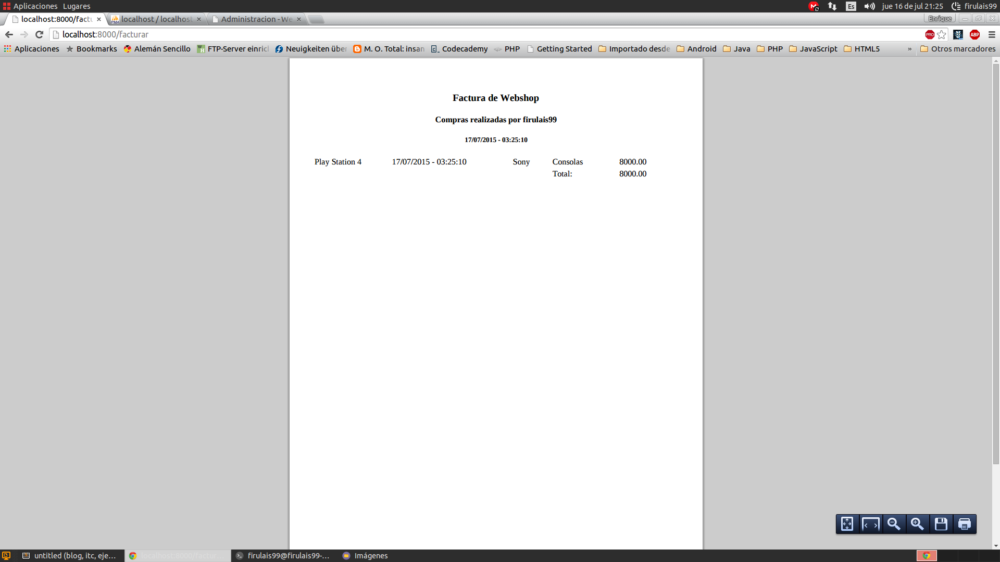 Aplicaciones Lugares Es jue 16 de jul 21:25 firulais99
localhost:8000/factu localhost / localhost Administracion - We Enrique
localhost:8000/facturar PRO ABP
Aplicaciones Bookmarks Alemán Sencillo FTP-Server einric Neuigkeiten über M. O. Total: insan Codecademy PHP Getting Started Importado desde Android Java PHP JavaScript HTML5 » Otros marcadores
Factura de Webshop
Compras realizadas por firulais99
17/07/2015 - 03:25:10
Play Station 4 17/07/2015 - 03:25:10 Sony Consolas 8000.00
Total: 8000.00
untitled (blog, itc, eje... localhost:8000/factur firulais99@firulais99-... Imágenes